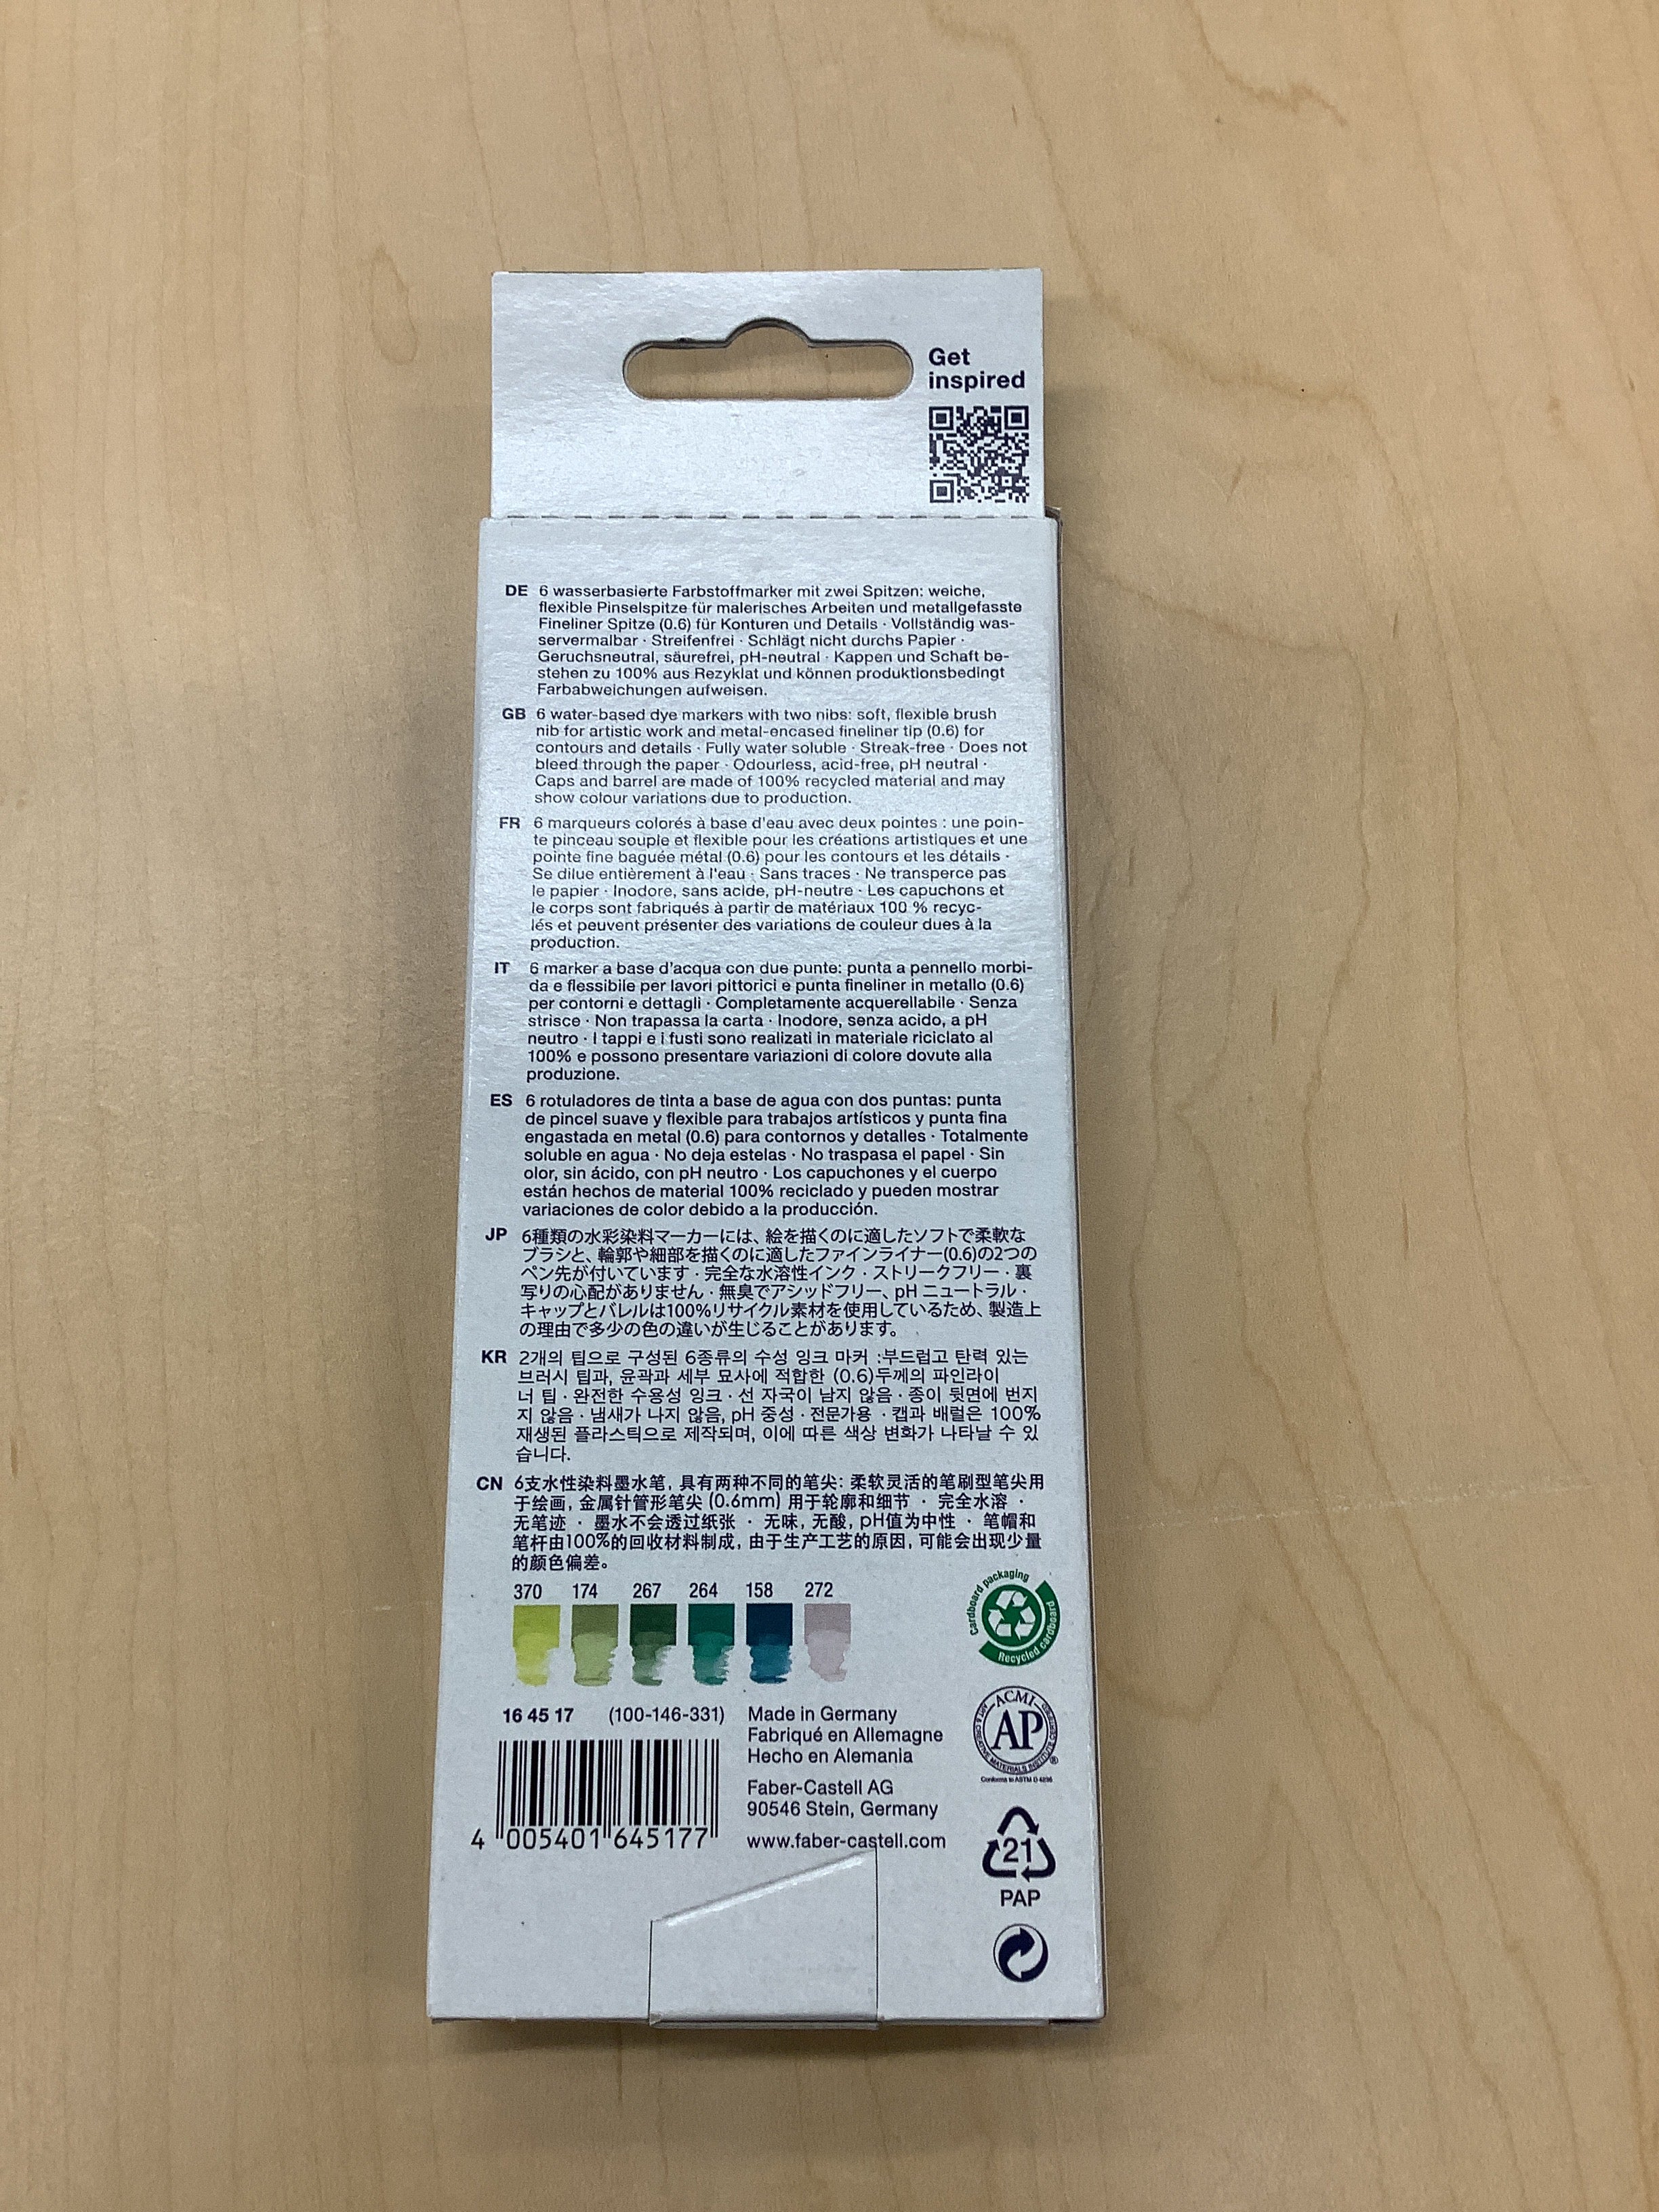 Get
inspired
DE 6 wasserbasierte Farbstoffmarker mit zwei Spitzen: weiche,
flexible Pinselspitze für malerisches Arbeiten und metallgefasste
Fineliner Spitze (0.6) für Konturen und Details · Vollständig was-
servermalbar · Streifenfrei · Schlägt nicht durchs Papier ·
Geruchsneutral, säurefrei, pH-neutral · Kappen und Schaft be-
stehen zu 100% aus Rezyklat und können produktionsbedingt
Farbabweichungen aufweisen.
GB 6 water-based dye markers with two nibs: soft, flexible brush
nib for artistic work and metal-encased fineliner tip (0.6) for
contours and details · Fully water soluble · Streak-free · Does not
bleed through the paper · Odourless, acid-free, pH neutral ·
Caps and barrel are made of 100% recycled material and may
show colour variations due to production.
FR 6 marqueurs colorés à base d'eau avec deux pointes : une poin-
te pinceau souple et flexible pour les créations artistiques et une
pointe fine baguée métal (0.6) pour les contours et les détails ·
Se dilue entièrement à l'eau · Sans traces · Ne transperce pas
le papier · Inodore, sans acide, pH-neutre · Les capuchons et
le corps sont fabriqués à partir de matériaux 100 % recyc-
lés et peuvent présenter des variations de couleur dues à la
production.
IT 6 marker a base d'acqua con due punte: punta a pennello morbi-
da e flessibile per lavori pittorici e punta fineliner in metallo (0.6)
per contorni e dettagli · Completamente acquerellabile · Senza
strisce · Non trapassa la carta · Inodore, senza acido, a pH
neutro · I tappi e i fusti sono realizati in materiale riciclato al
100% e possono presentare variazioni di colore dovute alla
produzione.
ES 6 rotuladores de tinta a base de agua con dos puntas: punta
de pincel suave y flexible para trabajos artísticos y punta fina
engastada en metal (0.6) para contornos y detalles · Totalmente
soluble en agua · No deja estelas · No traspasa el papel · Sin
olor, sin ácido, con pH neutro · Los capuchones y el cuerpo
están hechos de material 100% reciclado y pueden mostrar
variaciones de color debido a la producción.
JP 6種類の水彩染料マーカーには、絵を描くのに適したソフトで柔軟な
ブラシと、輪郭や細部を描くのに適したファインライナー(0.6)の2つの
ペン先が付いています · 完全な水溶性インク · ストリークフリー · 裏
写りの心配がありません · 無臭でアシッドフリー、pH ニュートラル ·
キャップとバレルは100%リサイクル素材を使用しているため、製造上
の理由で多少の色の違いが生じることがあります。
KR 2개의 팁으로 구성된 6종류의 수성 잉크 마커 :부드럽고 탄력 있는
브러시 팁과, 윤곽과 세부 묘사에 적합한 (0.6)두께의 파인라이
너 팁 · 완전한 수용성 잉크 · 선 자국이 남지 않음 · 종이 뒷면에 번지
지 않음 · 냄새가 나지 않음, pH 중성 · 전문가용 · 캡과 배럴은 100%
재생된 플라스틱으로 제작되며, 이에 따른 색상 변화가 나타날 수 있
습니다.
CN 6支水性染料墨水笔, 具有两种不同的笔尖: 柔软灵活的笔刷型笔尖用
于绘画, 金属针管形笔尖 (0.6mm) 用于轮廓和细节 · 完全水溶 ·
无笔迹 · 墨水不会透过纸张 · 无味, 无酸, pH值为中性 · 笔帽和
笔杆由100%的回收材料制成, 由于生产工艺的原因, 可能会出现少量
的颜色偏差。
370 174 267 264 158 272
Cardboard packaging
Recycled cardboard
16 45 17 (100-146-331)
4 005401 645177
Made in Germany
Fabriqué en Allemagne
Hecho en Alemania
Faber-Castell AG
90546 Stein, Germany
www.faber-castell.com
ACMI
AP
ART & CREATIVE MATERIALS INSTITUTE CERTIFIED
®
Conforms to ASTM D 4236
21
PAP